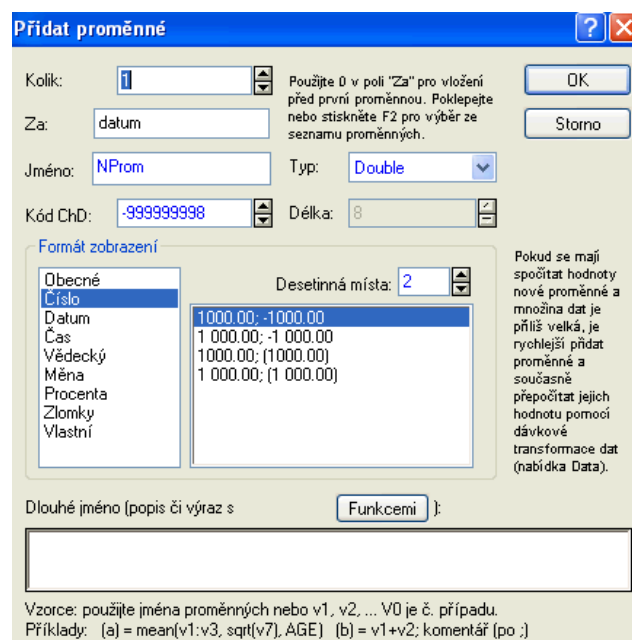 Přidat proměnné
Kolik: 1
Použijte 0 v poli "Za" pro vložení
před první proměnnou. Poklepejte
nebo stiskněte F2 pro výběr ze
seznamu proměnných.
OK
Za: datum
Storno
Jméno: NProm
Typ: Double
Kód ChD: -999999998
Délka: 8
Formát zobrazení
Obecné
Číslo
Datum
Čas
Vědecký
Měna
Procenta
Zlomky
Vlastní
Desetinná místa: 2
1000.00; -1000.00
1 000.00; -1 000.00
1000.00; (1000.00)
1 000.00; (1 000.00)
Pokud se mají
spočítat hodnoty
nové proměnné a
množina dat je
příliš velká, je
rychlejší přidat
proměnné a
současně
přepočítat jejich
hodnotu pomocí
dávkové
transformace dat
(nabídka Data).
Dlouhé jméno (popis či výraz s Funkcemi ):
Vzorce: použijte jména proměnných nebo v1, v2, ... V0 je č. případu.
Příklady: (a) = mean(v1:v3, sqrt(v7), AGE) (b) = v1+v2; komentář (po ;)